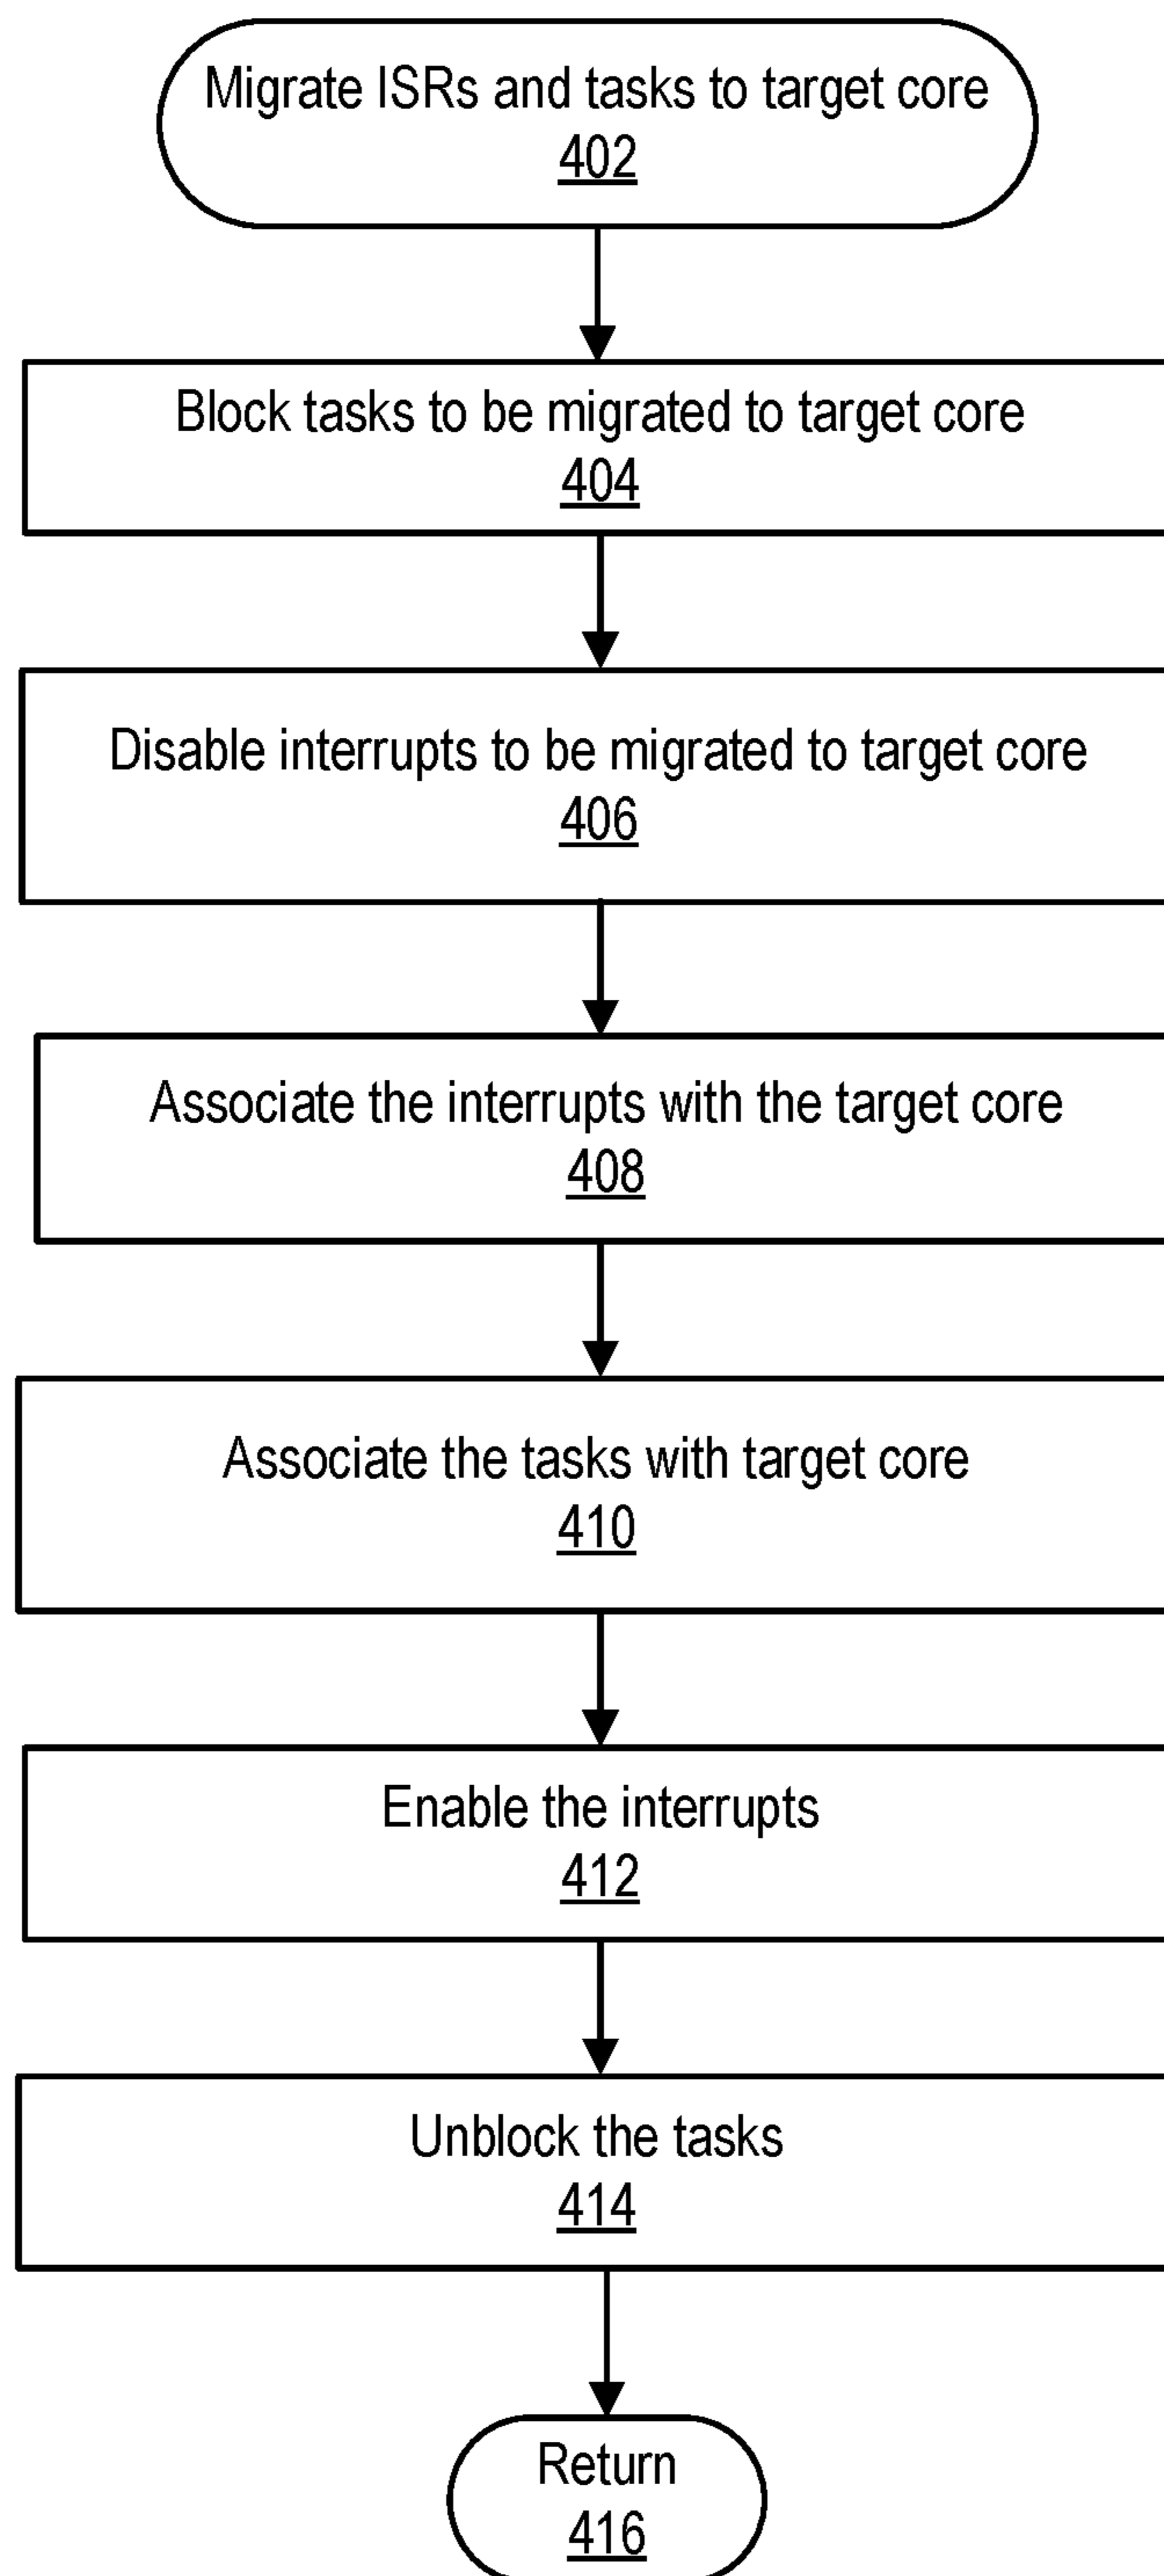 Migrate ISRs and tasks to target core
402
Block tasks to be migrated to target core
404
Disable interrupts to be migrated to target core
406
Associate the interrupts with the target core
408
Associate the tasks with target core
410
Enable the interrupts
412
Unblock the tasks
414
Return
416